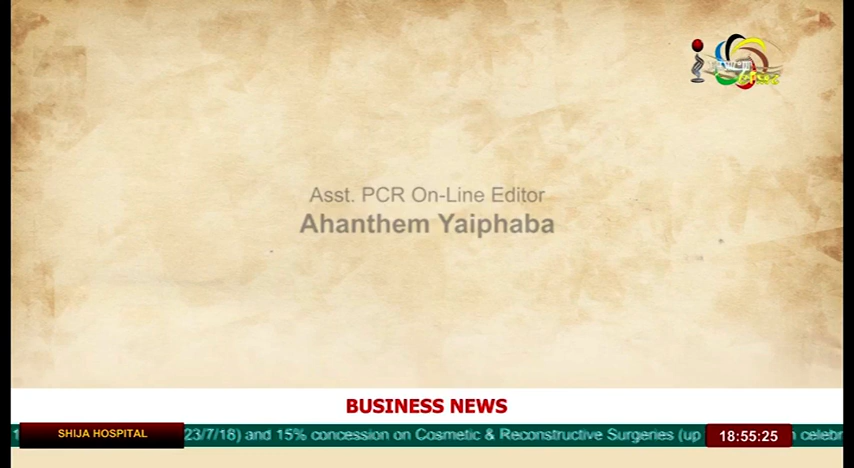 Asst. PCR On-Line Editor
Ahanthem Yaiphaba
BUSINESS NEWS
SHIJA HOSPITAL
23/7/18) and 15% concession on Cosmetic & Reconstructive Surgeries (up
18:55:25